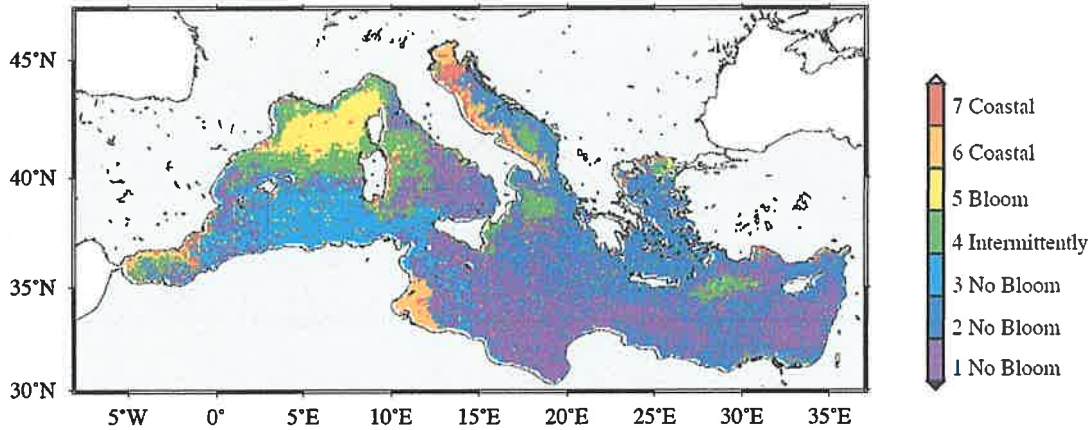 45°N
40°N
35°N
30°N
5°W 0° 5°E 10°E 15°E 20°E 25°E 30°E 35°E
7 Coastal
6 Coastal
5 Bloom
4 Intermittently
3 No Bloom
2 No Bloom
1 No Bloom